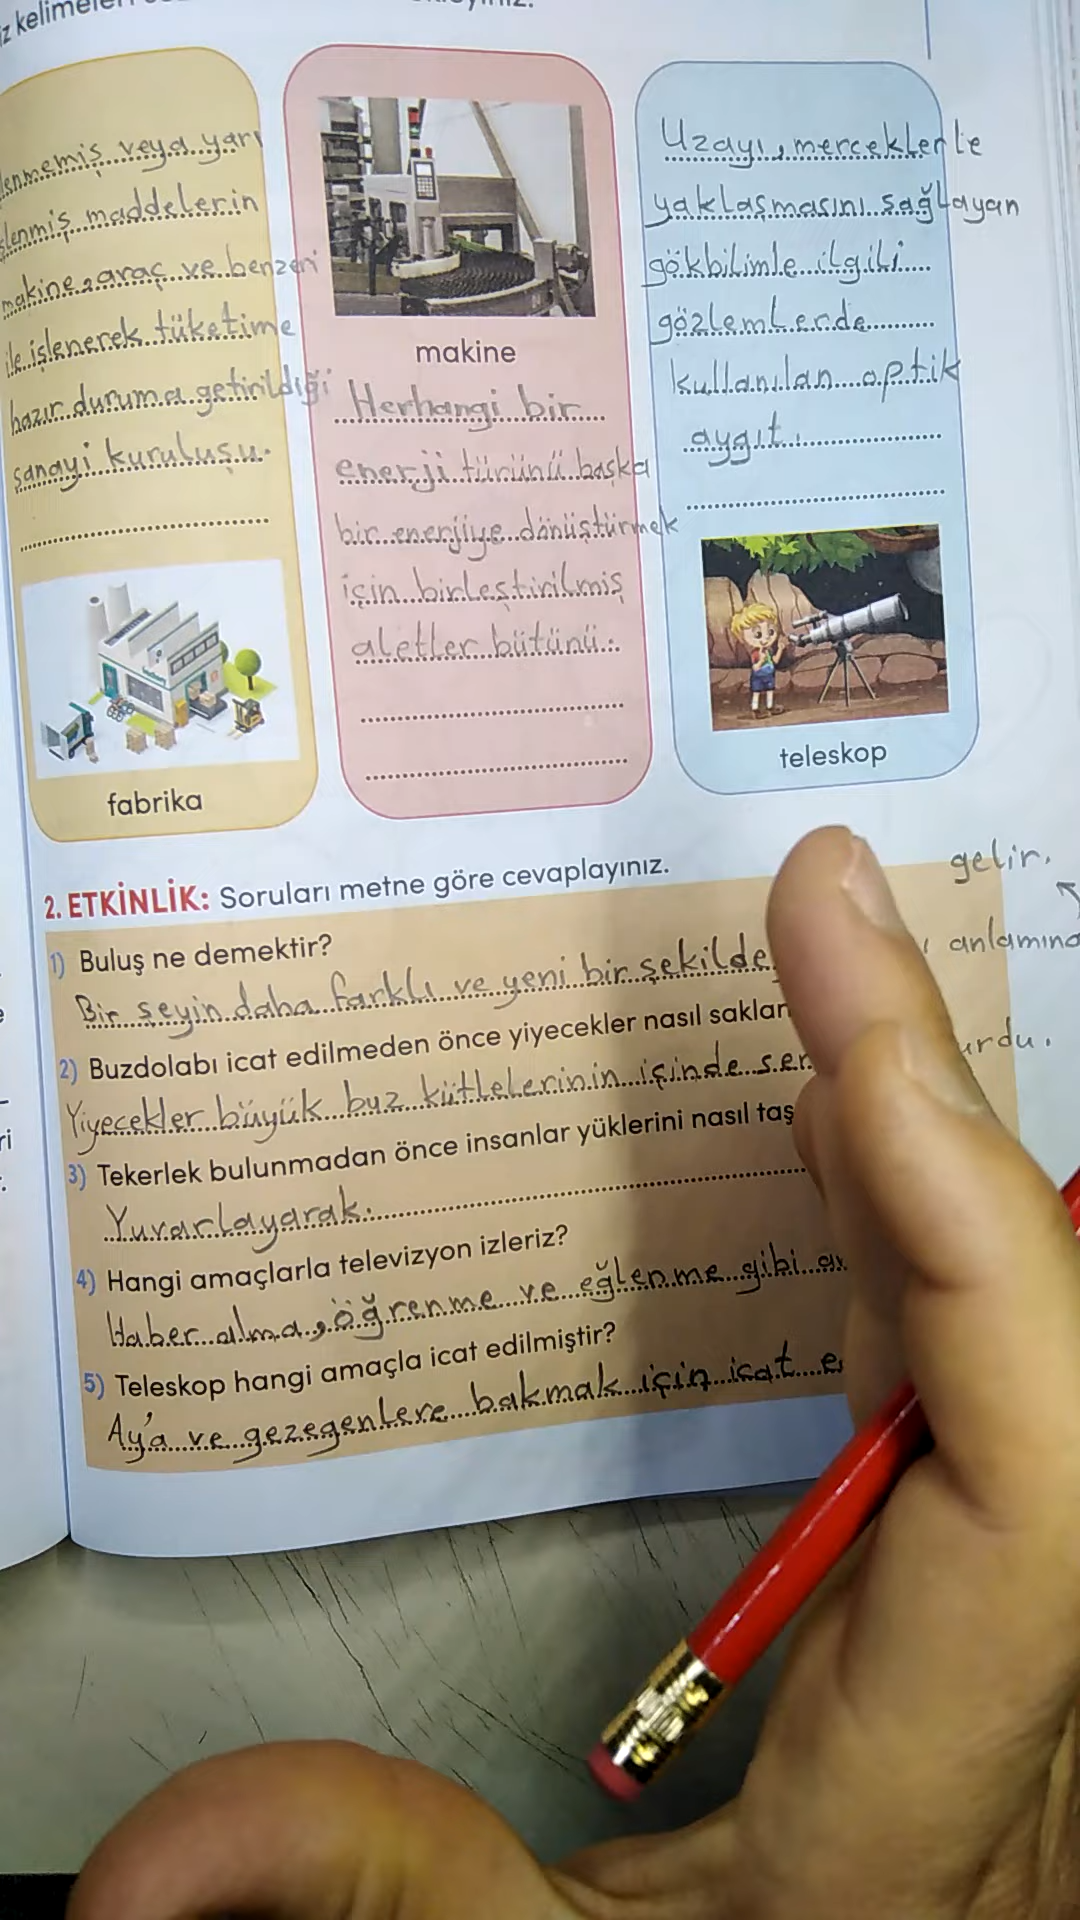 iz kelimeler
makine, araç ve benzeri
ile işlenerek tüketime
hazır duruma getirildiği
sanayi kuruluşu.
fabrika
veya yarı
maddelerin
makine
Herhangi bir
enerji türünü başka
bir enerjiye dönüştürmek
için birleştirilmiş
aletler bütünü.
Uzayı, merceklerle
yaklaşmasını sağlayan
gökbilimle ilgili
gözlemlerde
kullanılan optik
aygıt.
teleskop
2. ETKİNLİK: Soruları metne göre cevaplayınız.
gelir.
1) Buluş ne demektir?
anlamına
Bir şeyin daha farklı ve yeni bir şekilde
2) Buzdolabı icat edilmeden önce yiyecekler nasıl saklan
urdu.
Yiyecekler büyük buz kütlelerinin içinde ser
3) Tekerlek bulunmadan önce insanlar yüklerini nasıl taş
Yuvarlayarak.
4) Hangi amaçlarla televizyon izleriz?
Haber alma, öğrenme ve eğlenme gibi
5) Teleskop hangi amaçla icat edilmiştir?
Ay'a ve gezegenlere bakmak için icat e